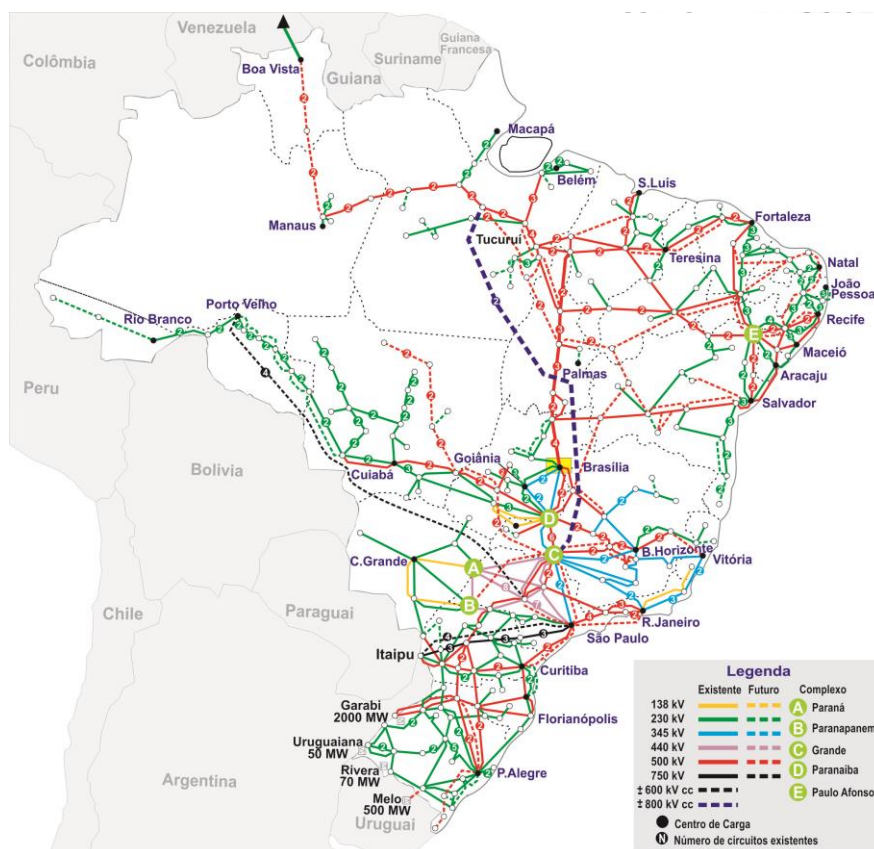 Venezuela
Guiana
Francesa
Colômbia
Suriname
Boa Vista
Guiana
Macapá
Belém
S.Luis
Manaus
Fortaleza
Tucuruí
Teresina
Natal
João
Pessoa
Porto Velho
Rio Branco
Recife
E
Maceió
Palmas
Aracaju
Peru
Salvador
Goiânia
Brasília
Cuiabá
Bolivia
D
B.Horizonte
C
Vitória
C.Grande
A
B
R.Janeiro
Paraguai
São Paulo
Chile
Itaipu
Curitiba
Garabi
2000 MW
Florianópolis
Uruguaiana
50 MW
Rivera
70 MW
P.Alegre
Argentina
Melo
500 MW
Uruguai
Legenda
Existente Futuro Complexo
138 kV A Paraná
230 kV
345 kV B Paranapanem
440 kV C Grande
500 kV D Paranaiba
750 kV
±600 kV cc E Paulo Afonso
±800 kV cc
Centro de Carga
N Número de circuitos existentes